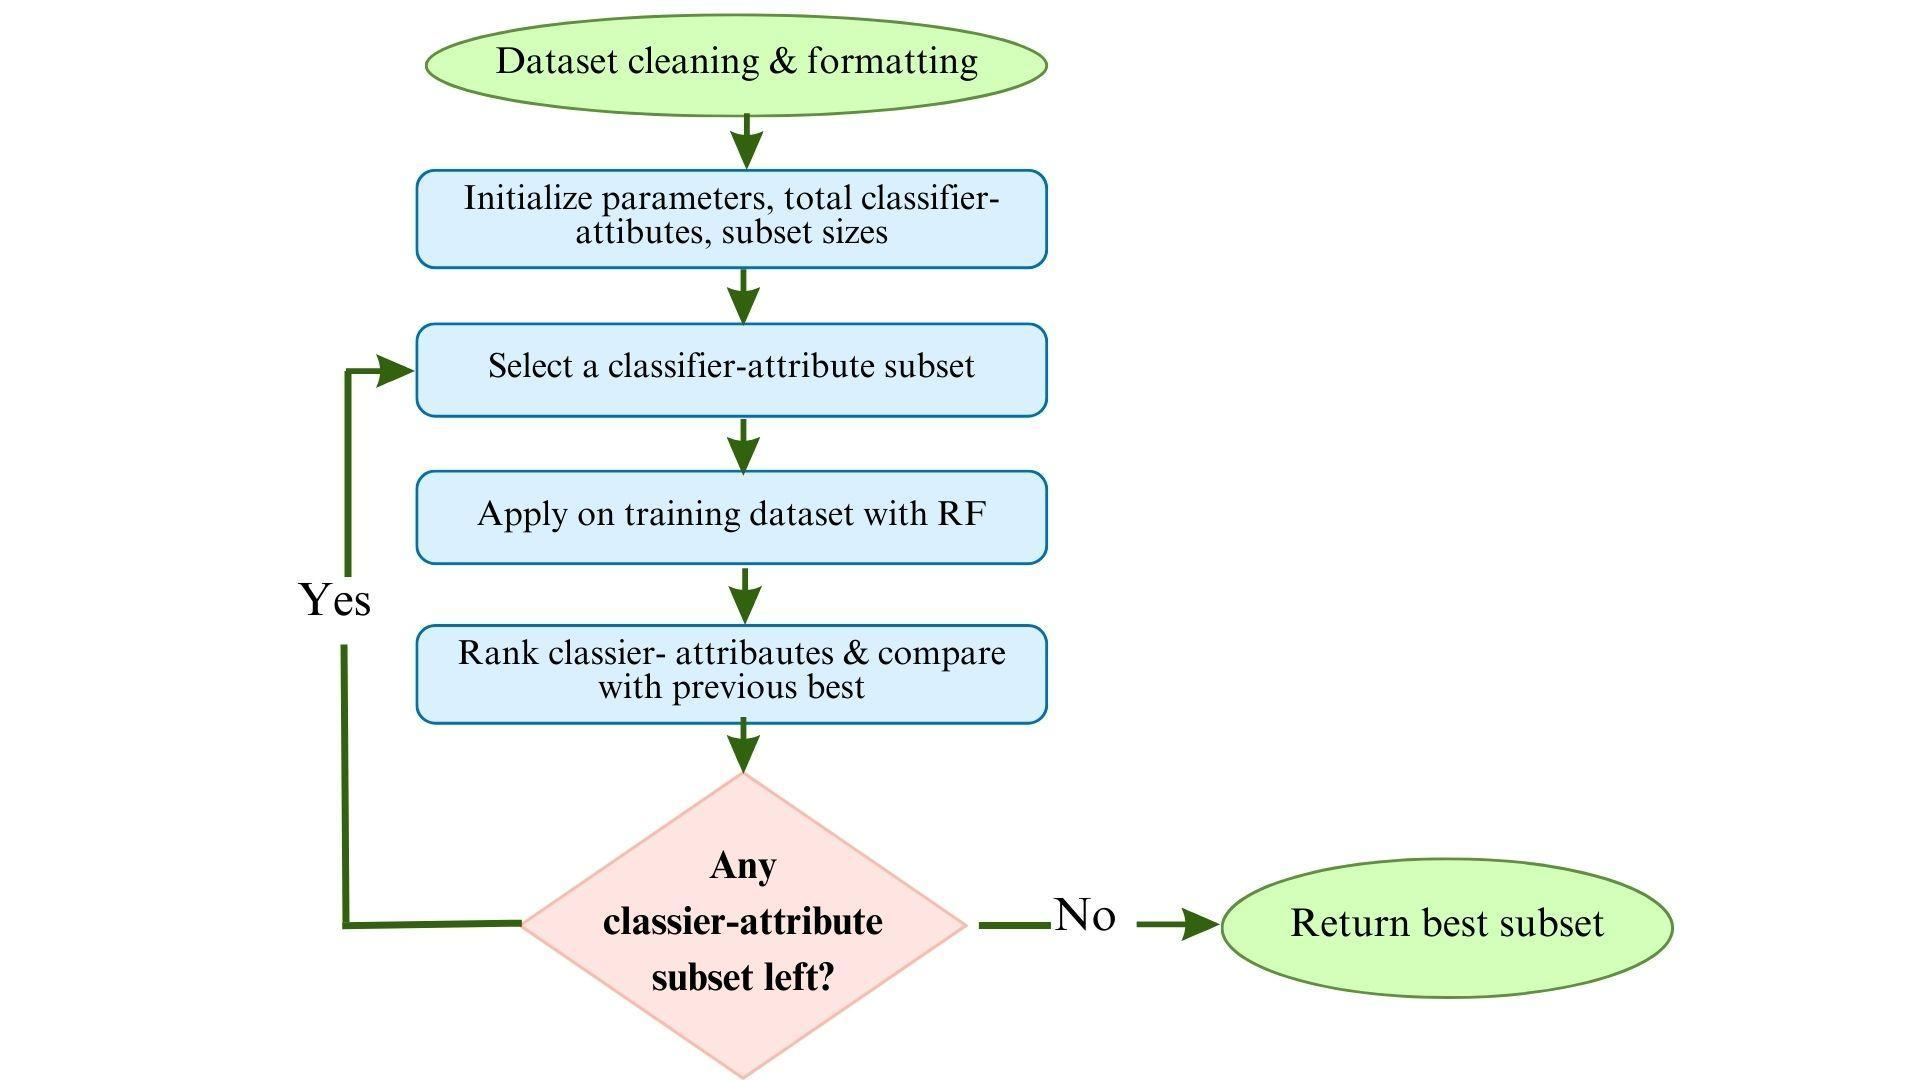 Dataset cleaning & formatting
Initialize parameters, total classifier-
attibutes, subset sizes
Select a classifier-attribute subset
Apply on training dataset with RF
Yes
Rank classier- attribautes & compare
with previous best
Any
classier-attribute
subset left?
No
Return best subset